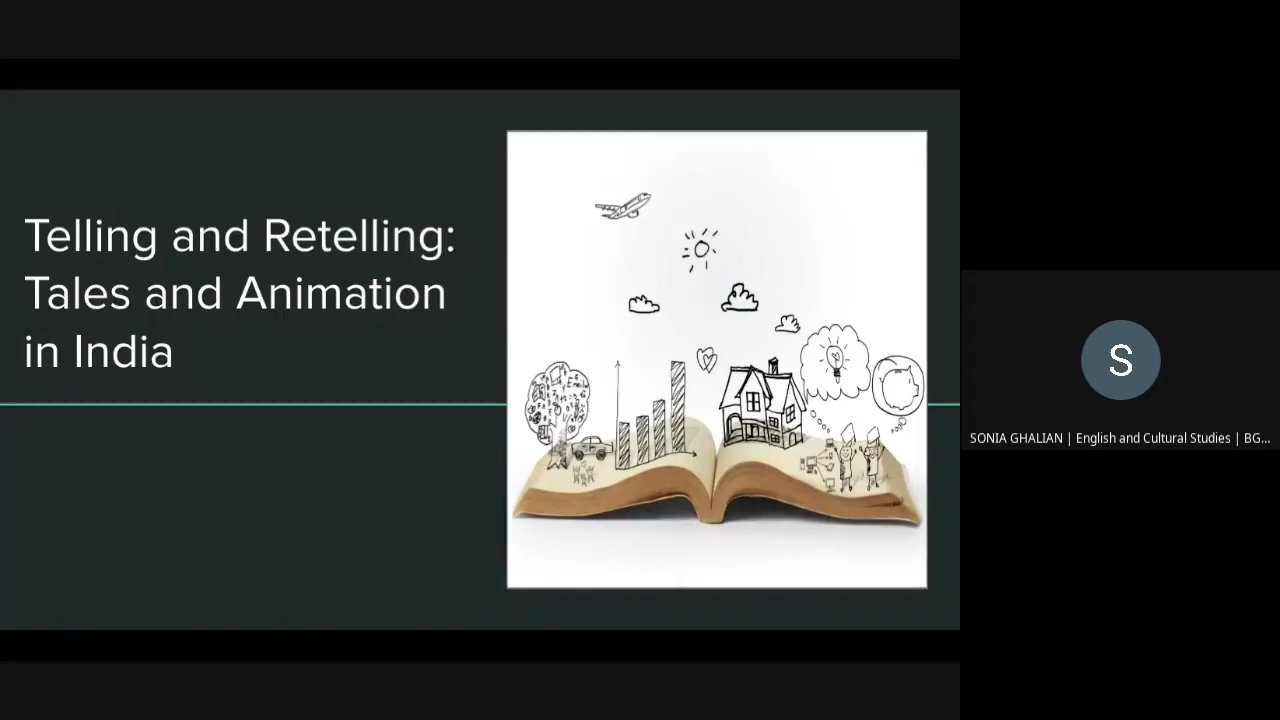 Telling and Retelling:
Tales and Animation
in India
S
SONIA GHALIAN | English and Cultural Studies | BG...